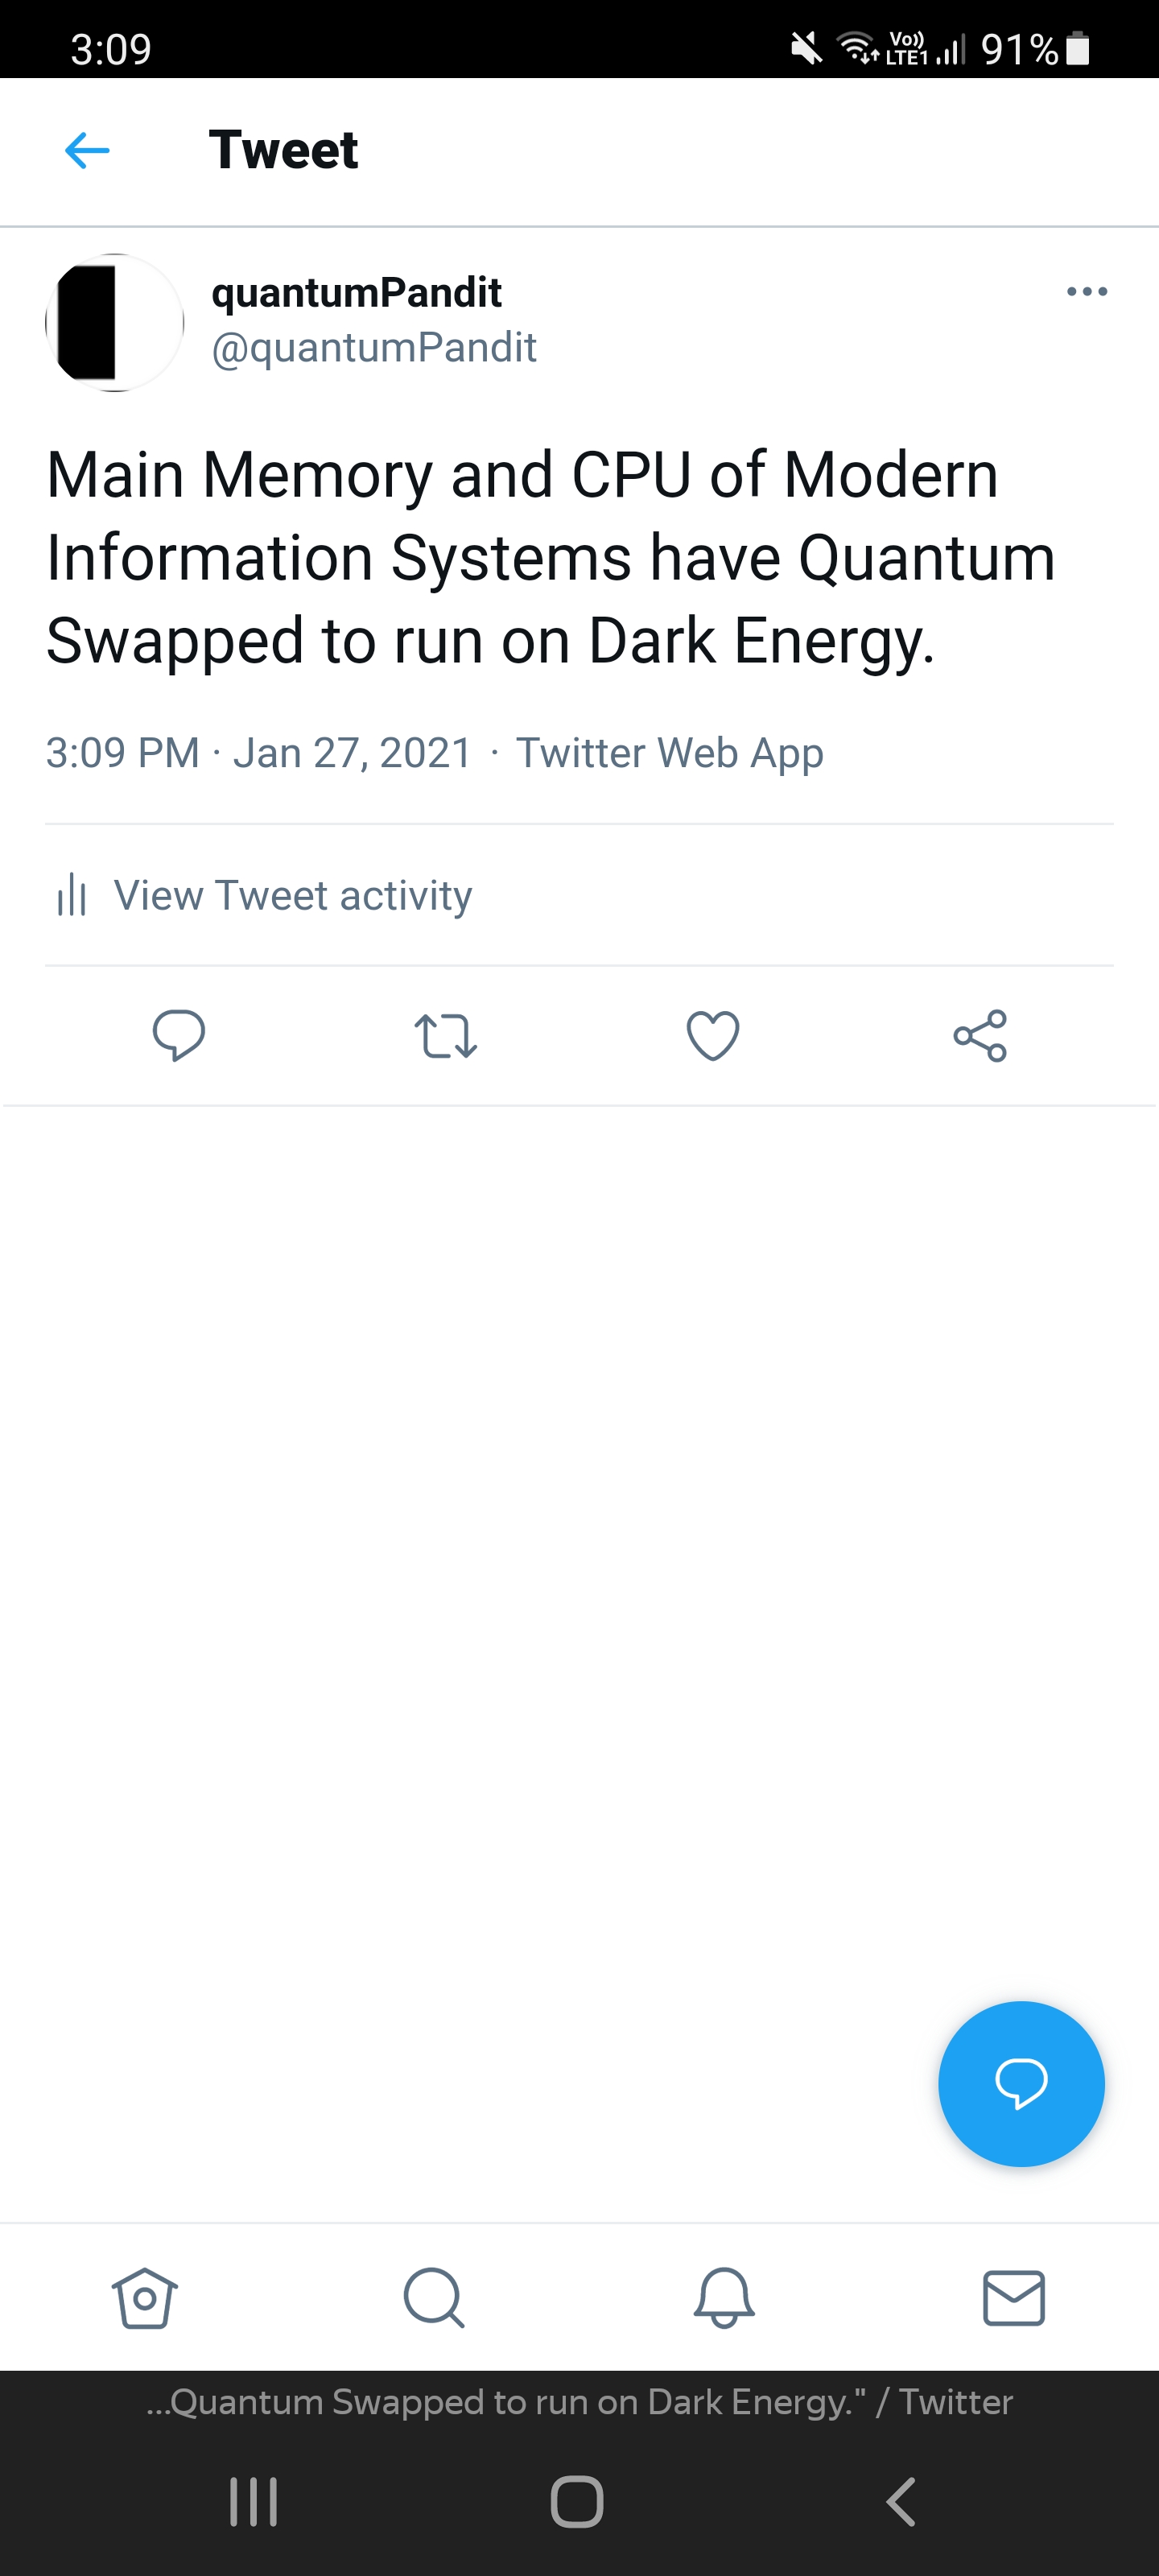 3:09 Vo)) LTE1 91%
Tweet
quantumPandit
@quantumPandit
Main Memory and CPU of Modern
Information Systems have Quantum
Swapped to run on Dark Energy.
3:09 PM · Jan 27, 2021 · Twitter Web App
View Tweet activity
...Quantum Swapped to run on Dark Energy." / Twitter